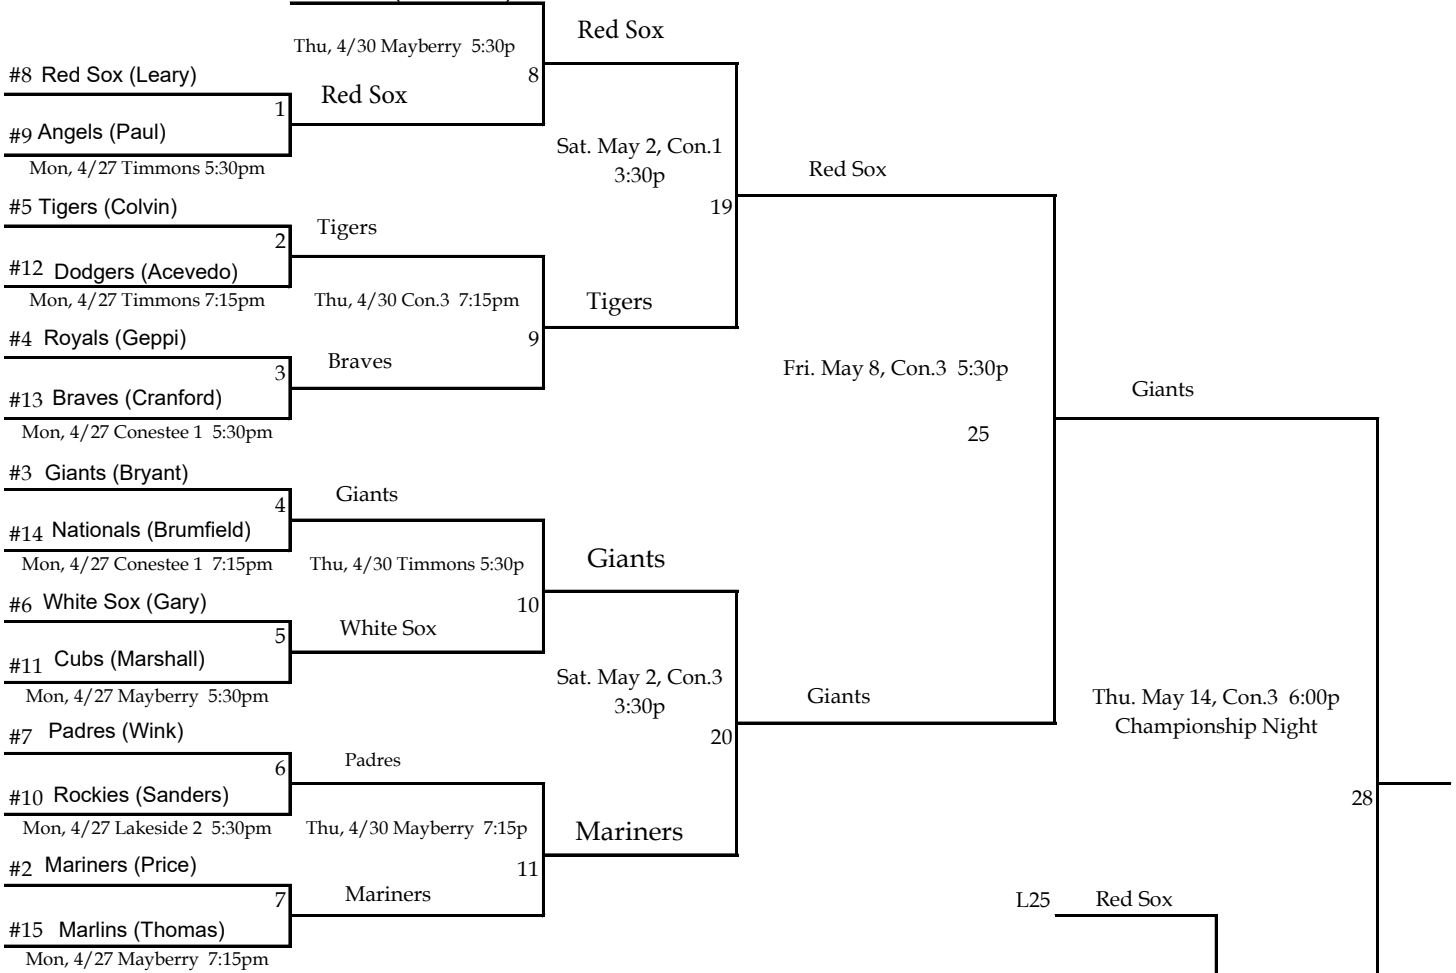 Red Sox
Thu, 4/30 Mayberry 5:30p
#8 Red Sox (Leary)
8
Red Sox
1
#9 Angels (Paul)
Mon, 4/27 Timmons 5:30pm
Sat. May 2, Con.1
3:30p
Red Sox
19
#5 Tigers (Colvin)
Tigers
2
#12 Dodgers (Acevedo)
Mon, 4/27 Timmons 7:15pm
Thu, 4/30 Con.3 7:15pm
Tigers
#4 Royals (Geppi)
9
Braves
3
#13 Braves (Cranford)
Mon, 4/27 Conestee 1 5:30pm
Fri. May 8, Con.3 5:30p
25
Giants
#3 Giants (Bryant)
Giants
4
#14 Nationals (Brumfield)
Mon, 4/27 Conestee 1 7:15pm
Thu, 4/30 Timmons 5:30p
Giants
#6 White Sox (Gary)
10
White Sox
5
#11 Cubs (Marshall)
Mon, 4/27 Mayberry 5:30pm
Sat. May 2, Con.3
3:30p
Giants
20
Thu. May 14, Con.3 6:00p
Championship Night
28
#7 Padres (Wink)
Padres
6
#10 Rockies (Sanders)
Mon, 4/27 Lakeside 2 5:30pm
Thu, 4/30 Mayberry 7:15p
Mariners
#2 Mariners (Price)
11
Mariners
7
#15 Marlins (Thomas)
Mon, 4/27 Mayberry 7:15pm
L25 Red Sox